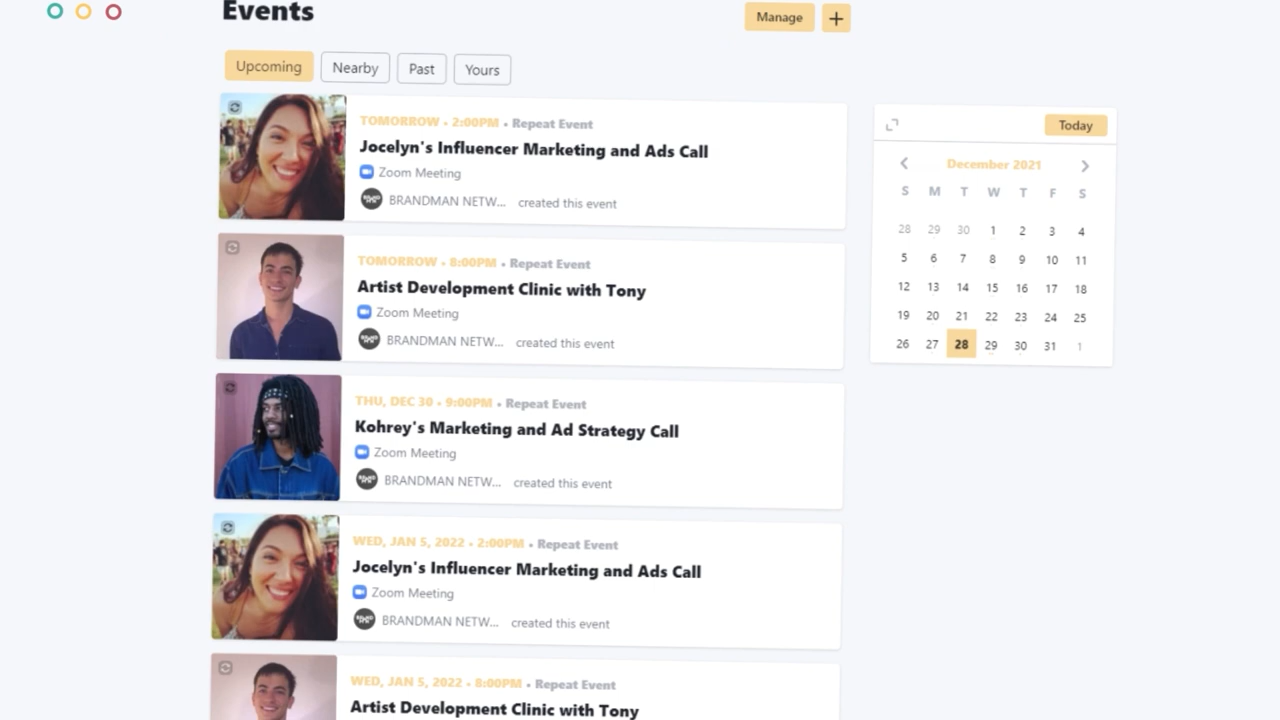 Events
Manage
+
Upcoming
Nearby
Past
Yours
TOMORROW • 2:00PM • Repeat Event
Jocelyn's Influencer Marketing and Ads Call
Zoom Meeting
BRANDMAN NETW... created this event
TOMORROW • 8:00PM • Repeat Event
Artist Development Clinic with Tony
Zoom Meeting
BRANDMAN NETW... created this event
THU, DEC 30 • 9:00PM • Repeat Event
Kohrey's Marketing and Ad Strategy Call
Zoom Meeting
BRANDMAN NETW... created this event
WED, JAN 5, 2022 • 2:00PM • Repeat Event
Jocelyn's Influencer Marketing and Ads Call
Zoom Meeting
BRANDMAN NETW... created this event
WED, JAN 5, 2022 • 8:00PM • Repeat Event
Artist Development Clinic with Tony
Today
December 2021
S M T W T F S
28 29 30 1 2 3 4
5 6 7 8 9 10 11
12 13 14 15 16 17 18
19 20 21 22 23 24 25
26 27 28 29 30 31 1